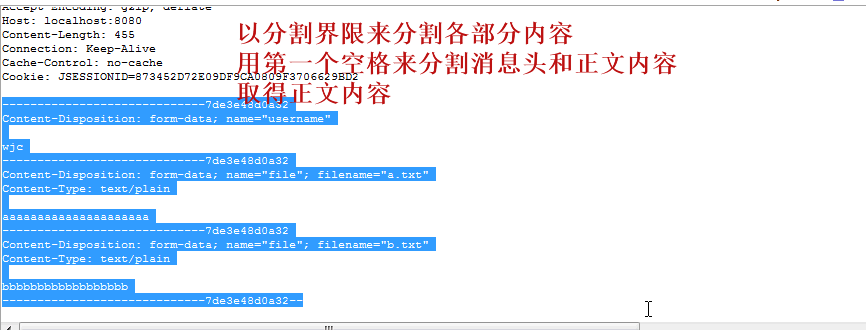 Accept-Encoding: gzip, deflate
Host: localhost:8080
Content-Length: 455
Connection: Keep-Alive
Cache-Control: no-cache
Cookie: JSESSIONID=873452D72E09DF9CA0809F3706629BD2
以分割界限来分割各部分内容
用第一个空格来分割消息头和正文内容
取得正文内容
-----------------------------7de3e48d0a32
Content-Disposition: form-data; name="username"
wjc
-----------------------------7de3e48d0a32
Content-Disposition: form-data; name="file"; filename="a.txt"
Content-Type: text/plain
aaaaaaaaaaaaaaaaaaaaa
-----------------------------7de3e48d0a32
Content-Disposition: form-data; name="file"; filename="b.txt"
Content-Type: text/plain
bbbbbbbbbbbbbbbbbb
-----------------------------7de3e48d0a32--